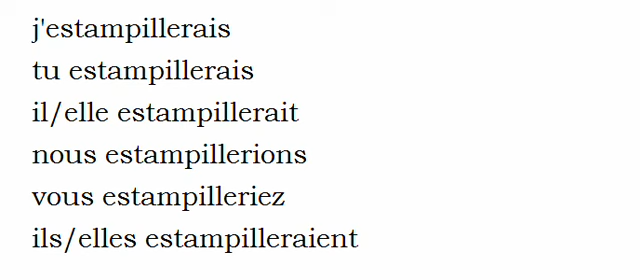 j'estampillerais
tu estampillerais
il/elle estampillerait
nous estampillerions
vous estampilleriez
ils/elles estampilleraient